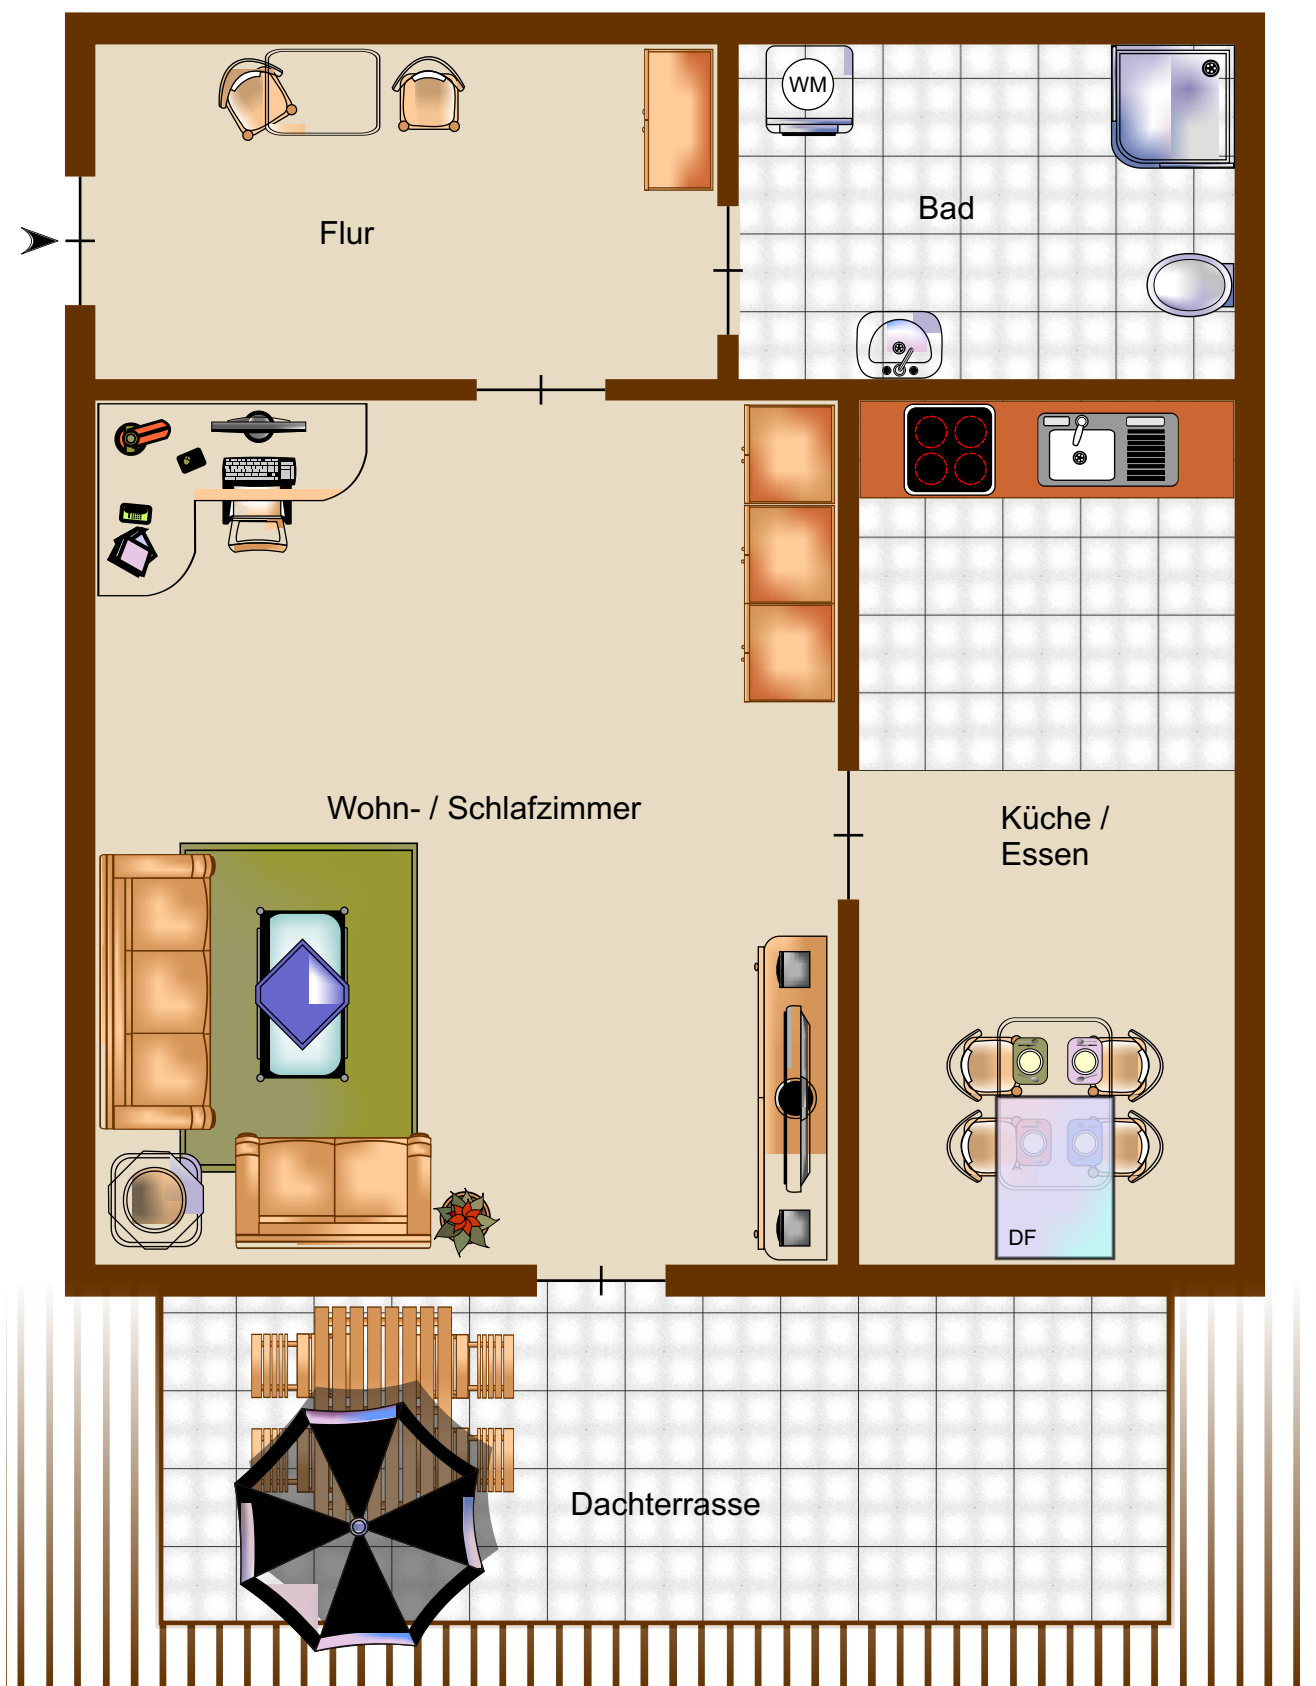 WM
Bad
Flur
Wohn- / Schlafzimmer
Küche /
Essen
DF
Dachterrasse